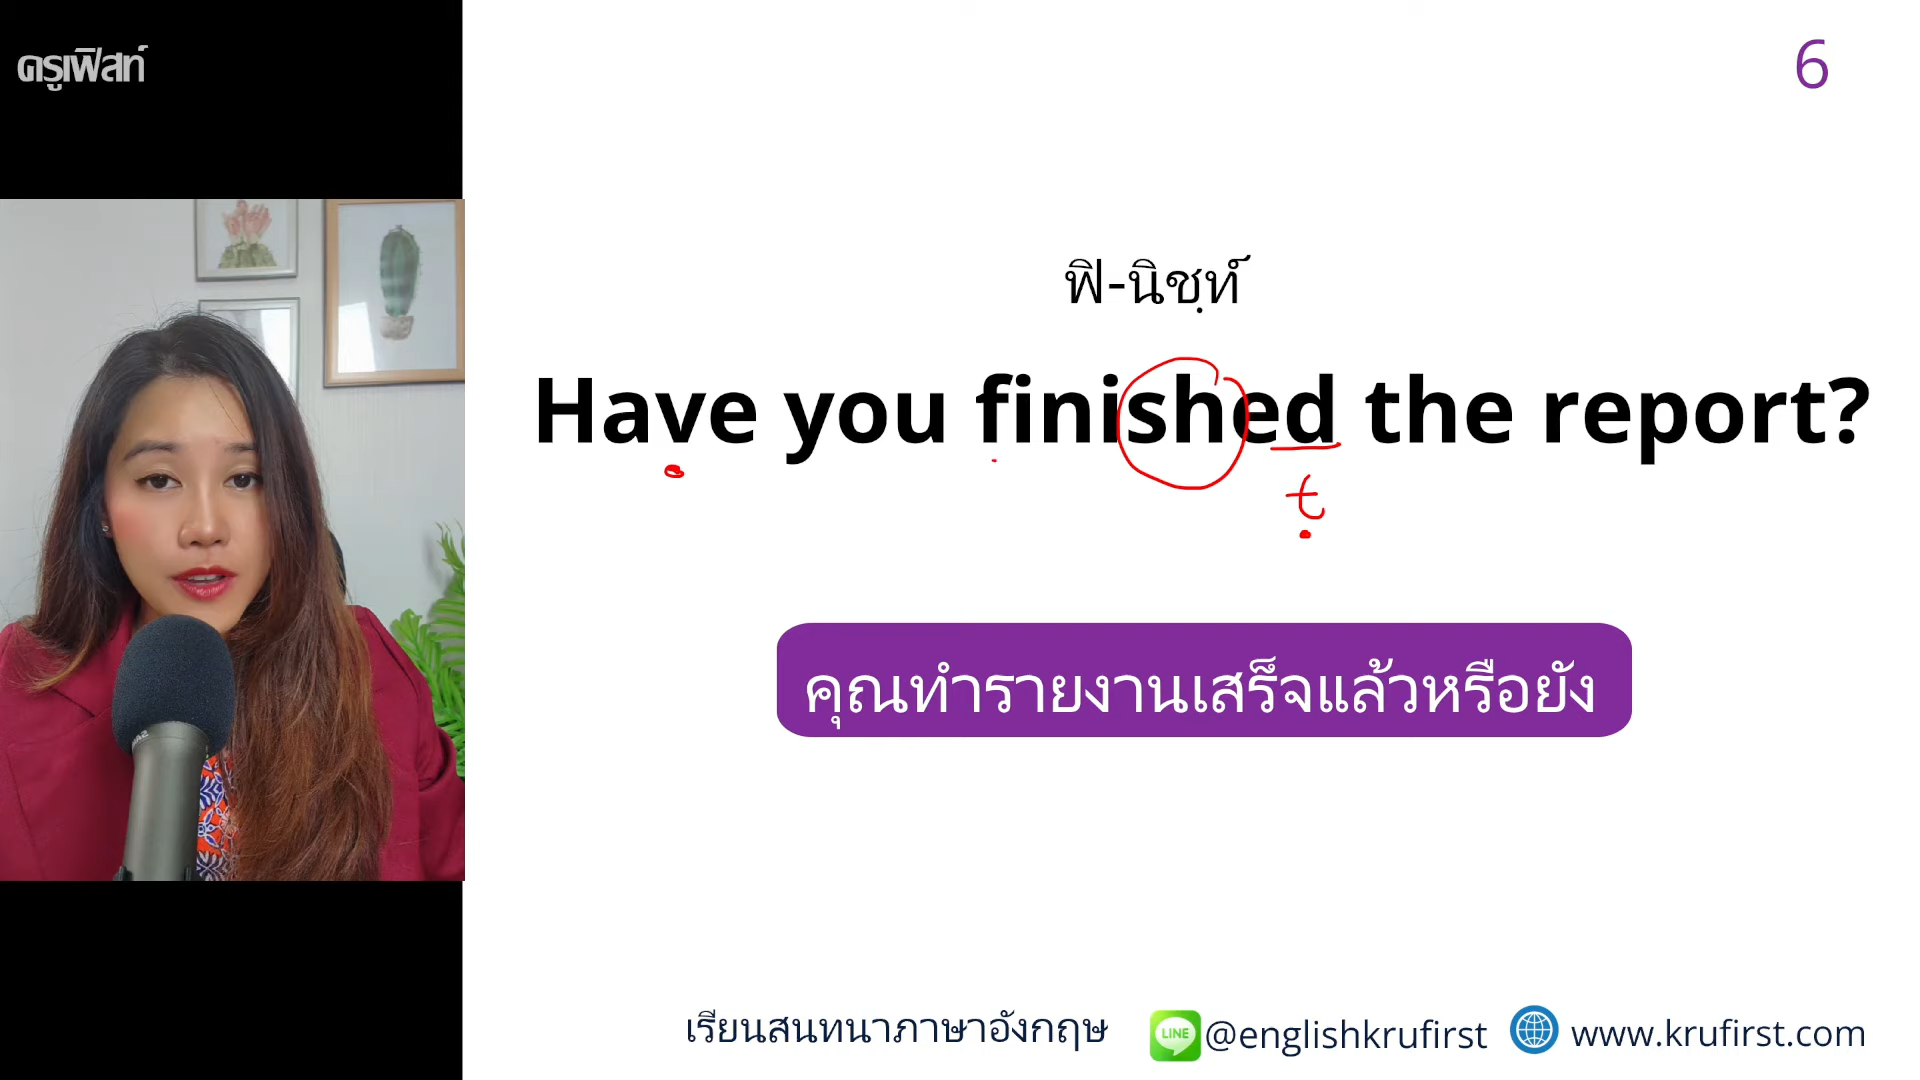 ครูเฟิสท์
6
ฟิ-นิชฺท์
Have you finished the report?
t
คุณทำรายงานเสร็จแล้วหรือยัง
เรียนสนทนาภาษาอังกฤษ LINE @englishkrufirst www.krufirst.com